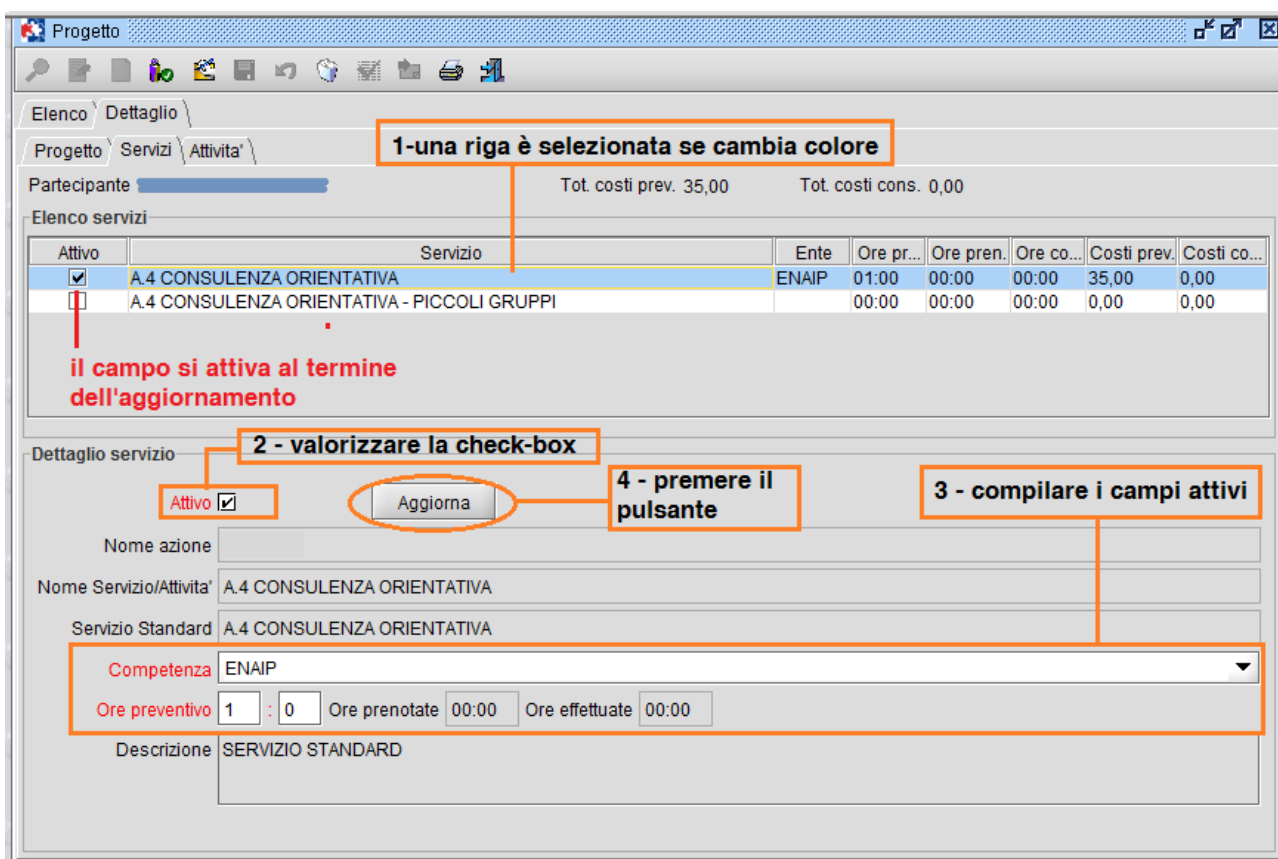 Progetto
Elenco Dettaglio
Progetto Servizi Attivita'
1-una riga è selezionata se cambia colore
Partecipante Tot. costi prev. 35,00 Tot. costi cons. 0,00
Elenco servizi
Attivo Servizio Ente Ore pr... Ore pren. Ore co... Costi prev. Costi co...
A.4 CONSULENZA ORIENTATIVA ENAIP 01:00 00:00 00:00 35,00 0,00
A.4 CONSULENZA ORIENTATIVA - PICCOLI GRUPPI 00:00 00:00 00:00 0,00 0,00
il campo si attiva al termine
dell'aggiornamento
Dettaglio servizio
2 - valorizzare la check-box
Attivo
Aggiorna
4 - premere il
pulsante
3 - compilare i campi attivi
Nome azione
Nome Servizio/Attivita' A.4 CONSULENZA ORIENTATIVA
Servizio Standard A.4 CONSULENZA ORIENTATIVA
Competenza ENAIP
Ore preventivo 1 : 0 Ore prenotate 00:00 Ore effettuate 00:00
Descrizione SERVIZIO STANDARD